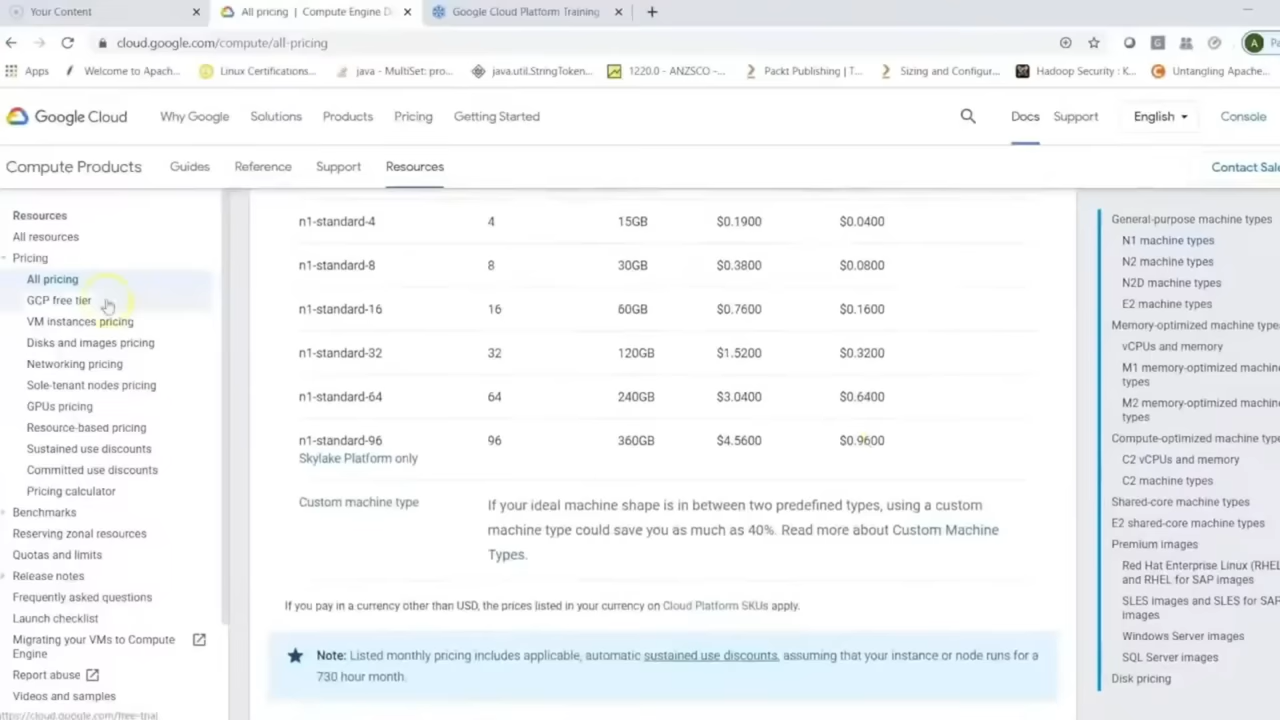 Your Content
All pricing | Compute Engine D
Google Cloud Platform Training
cloud.google.com/compute/all-pricing
A
Apps
Welcome to Apach...
Linux Certifications...
java - MultiSet: pro...
java.util.StringToken...
1220.0 - ANZSCO -...
Packt Publishing | T...
Sizing and Configur...
Hadoop Security : K...
Untangling Apache...
Google Cloud
Why Google
Solutions
Products
Pricing
Getting Started
Docs
Support
English
Console
Compute Products
Guides
Reference
Support
Resources
Contact Sale
Resources
All resources
Pricing
All pricing
GCP free tier
VM instances pricing
Disks and images pricing
Networking pricing
Sole-tenant nodes pricing
GPUs pricing
Resource-based pricing
Sustained use discounts
Committed use discounts
Pricing calculator
Benchmarks
Reserving zonal resources
Quotas and limits
Release notes
Frequently asked questions
Launch checklist
Migrating your VMs to Compute
Engine
Report abuse
Videos and samples
https://cloud.google.com/free-trial
n1-standard-4 4 15GB $0.1900 $0.0400
n1-standard-8 8 30GB $0.3800 $0.0800
n1-standard-16 16 60GB $0.7600 $0.1600
n1-standard-32 32 120GB $1.5200 $0.3200
n1-standard-64 64 240GB $3.0400 $0.6400
n1-standard-96 96 360GB $4.5600 $0.9600
Skylake Platform only
Custom machine type
If your ideal machine shape is in between two predefined types, using a custom
machine type could save you as much as 40%. Read more about Custom Machine
Types.
If you pay in a currency other than USD, the prices listed in your currency on Cloud Platform SKUs apply.
Note: Listed monthly pricing includes applicable, automatic sustained use discounts, assuming that your instance or node runs for a
730 hour month.
General-purpose machine types
N1 machine types
N2 machine types
N2D machine types
E2 machine types
Memory-optimized machine types
vCPUs and memory
M1 memory-optimized machine
types
M2 memory-optimized machine
types
Compute-optimized machine type
C2 vCPUs and memory
C2 machine types
Shared-core machine types
E2 shared-core machine types
Premium images
Red Hat Enterprise Linux (RHEL
and RHEL for SAP images
SLES images and SLES for SAP
images
Windows Server images
SQL Server images
Disk pricing